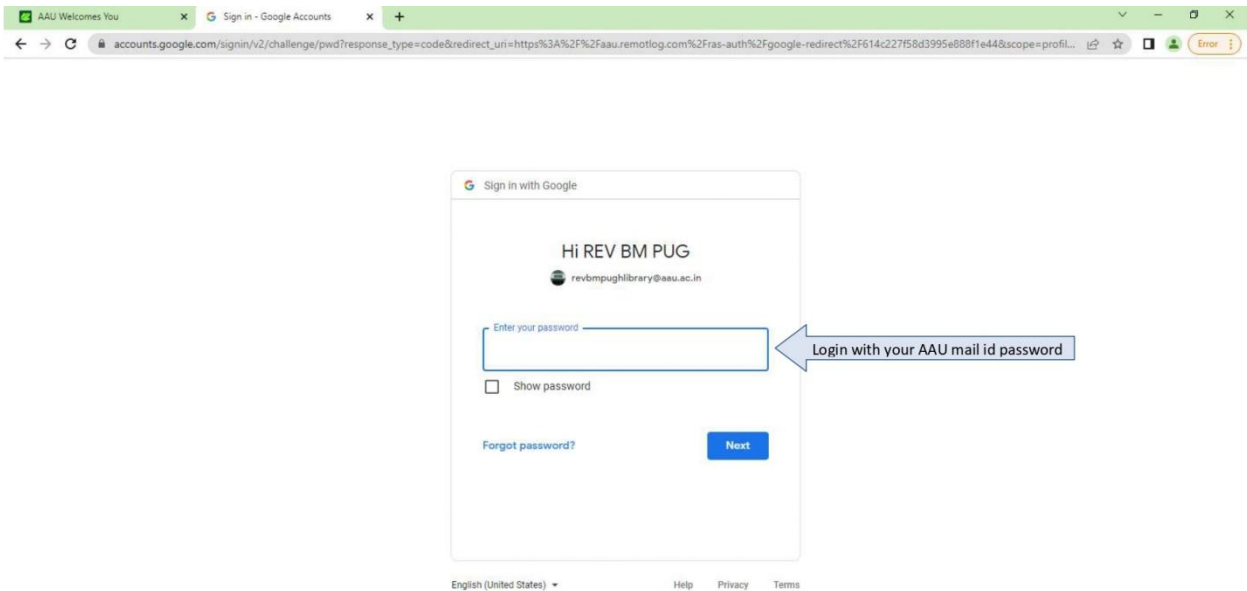 AAU Welcomes You
Sign in - Google Accounts
accounts.google.com/signin/v2/challenge/pwd?response_type=code&redirect_uri=https%3A%2F%2Faau.remotlog.com%2Fras-auth%2Fgoogle-redirect%2F614c227f58d3995e888f1e44&scope=profil...
Error
Sign in with Google
Hi REV BM PUG
revbmpughlibrary@aau.ac.in
Enter your password
Login with your AAU mail id password
Show password
Forgot password?
Next
English (United States)
Help Privacy Terms